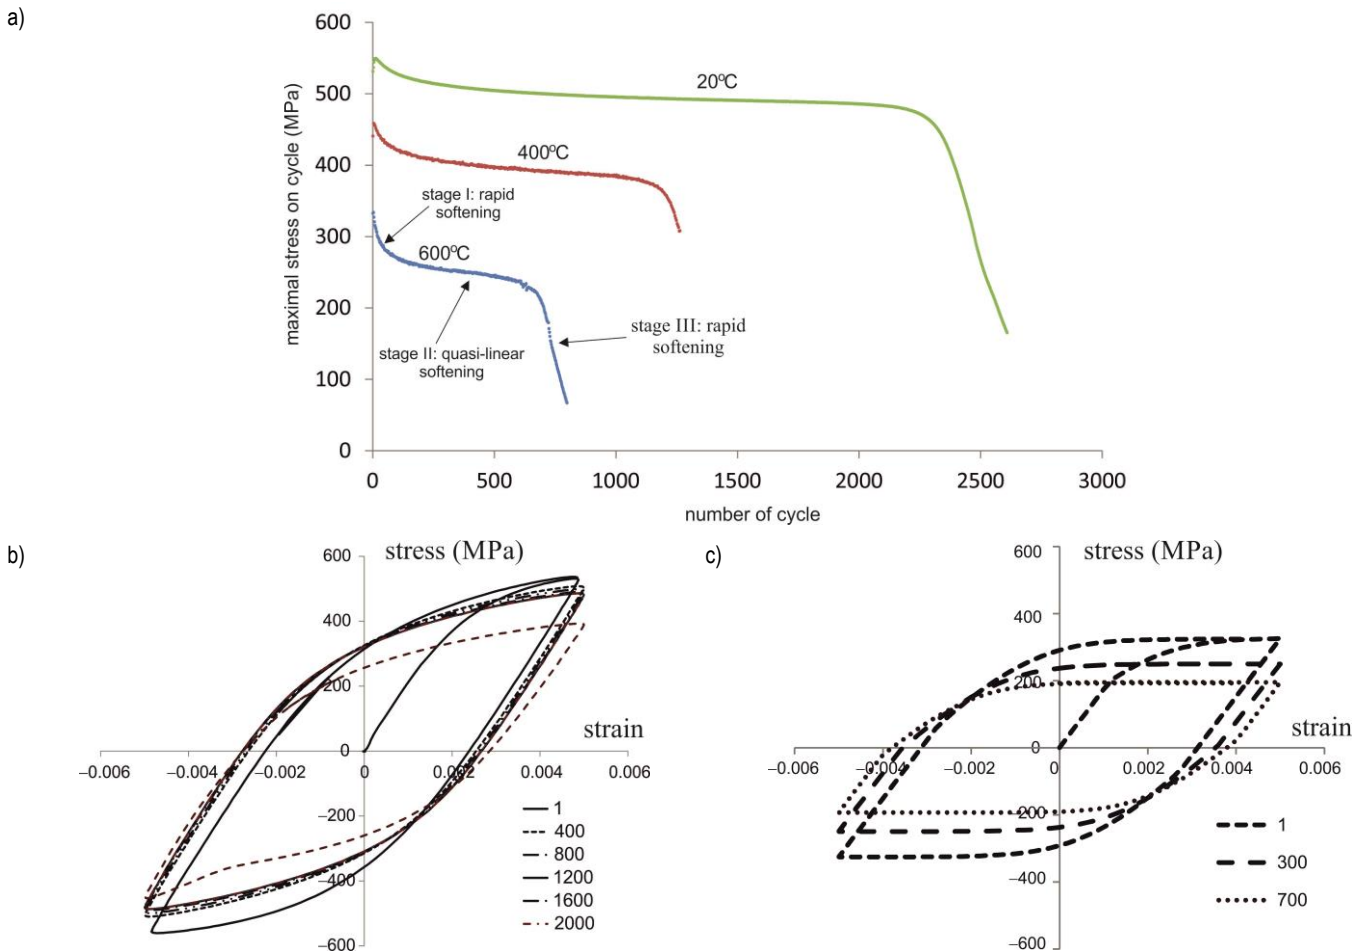 a)
600
500
400
300
200
100
0
maximal stress on cycle (MPa)
20°C
400°C
600°C
stage I: rapid
softening
stage II: quasi-linear
softening
stage III: rapid
softening
0
500
1000
1500
2000
2500
3000
number of cycle
b)
stress (MPa)
600
400
200
0
−200
−400
−600
−0.006
−0.004
−0.002
0
0.002
0.004
0.006
strain
1
400
800
1200
1600
2000
c)
stress (MPa)
600
400
200
0
−200
−400
−600
−0.006
−0.004
−0.002
0
0.002
0.004
0.006
strain
1
300
700